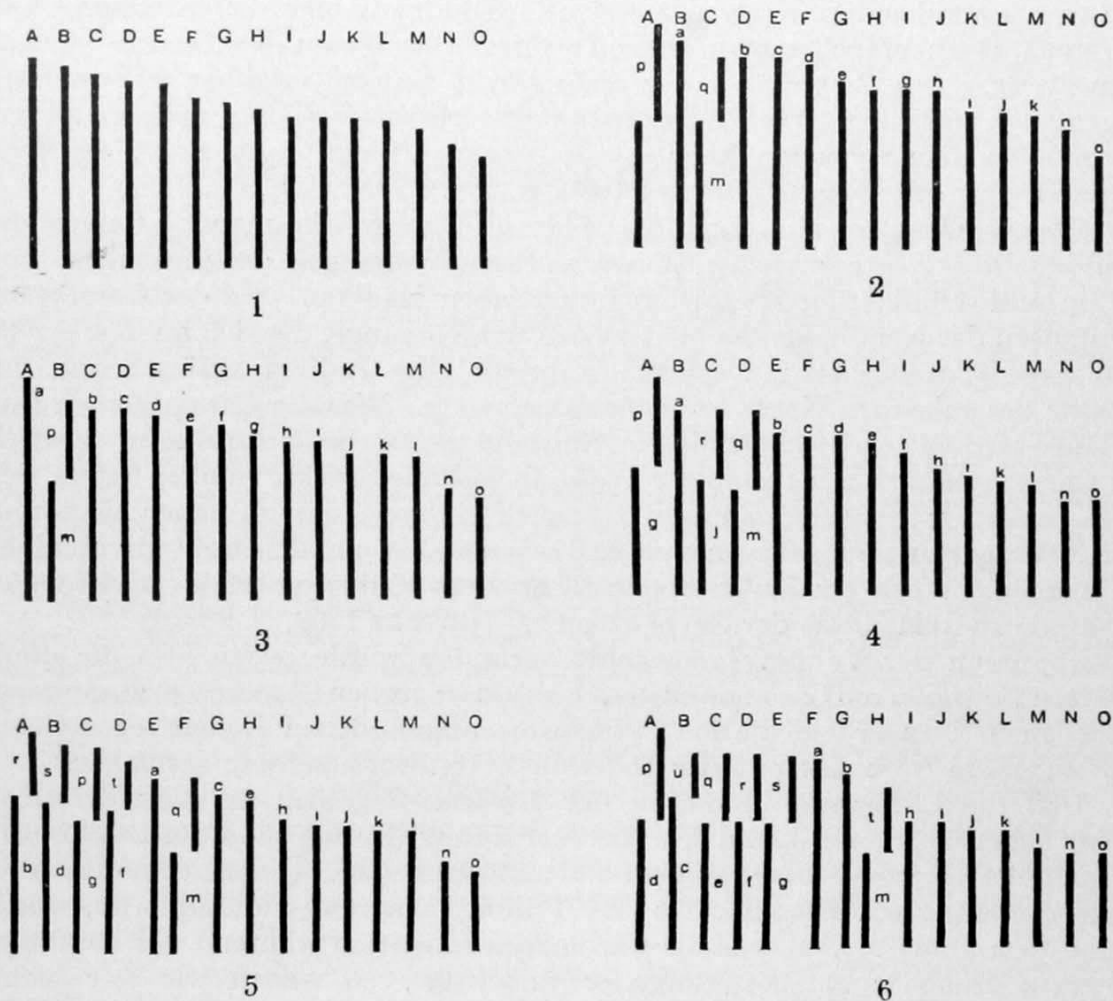 A B C D E F G H I J K L M N O
1
A B C D E F G H I J K L M N O
p a q b c d e f g h i j k n o
m
2
A B C D E F G H I J K L M N O
a p b c d e f g h i j k l n o
m
3
A B C D E F G H I J K L M N O
p a r q b c d e f h i k l n o
g j m
4
A B C D E F G H I J K L M N O
r s p t a q c e h i j k l n o
b d g f m
5
A B C D E F G H I J K L M N O
p u q r s a b t h i j k n o
d c e f g m
6